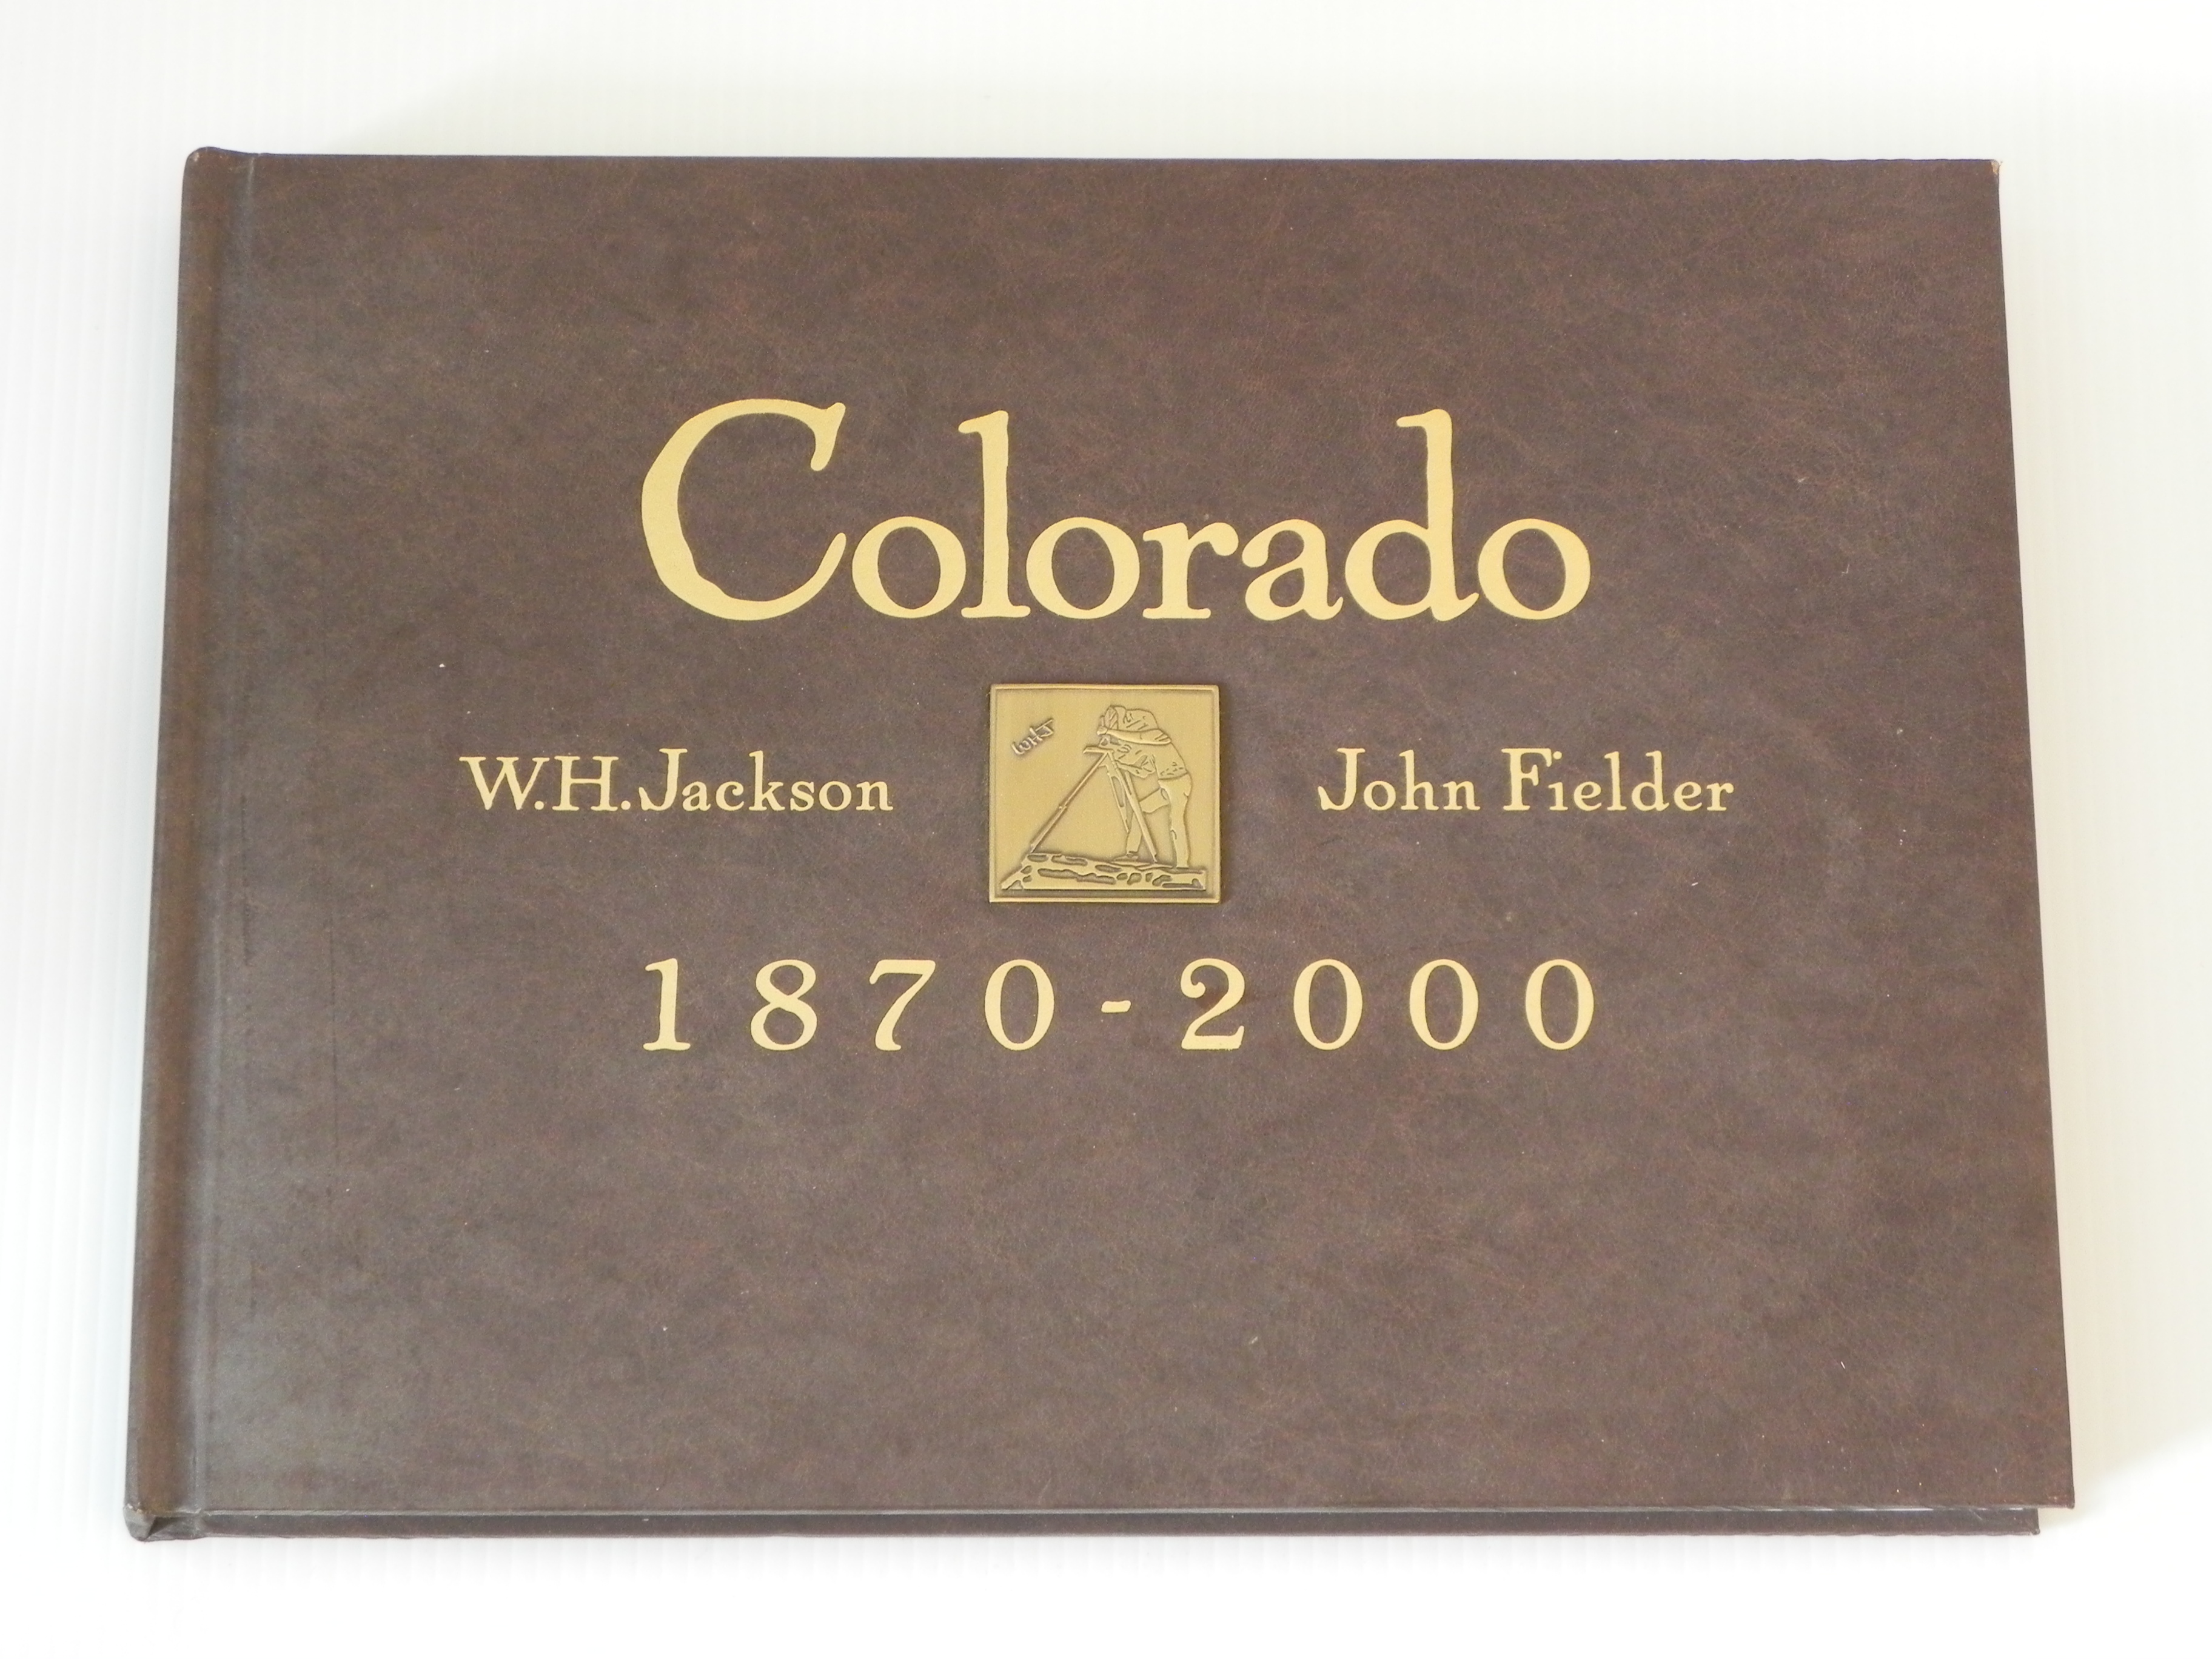 Colorado
W.H. Jackson John Fielder
1870-2000